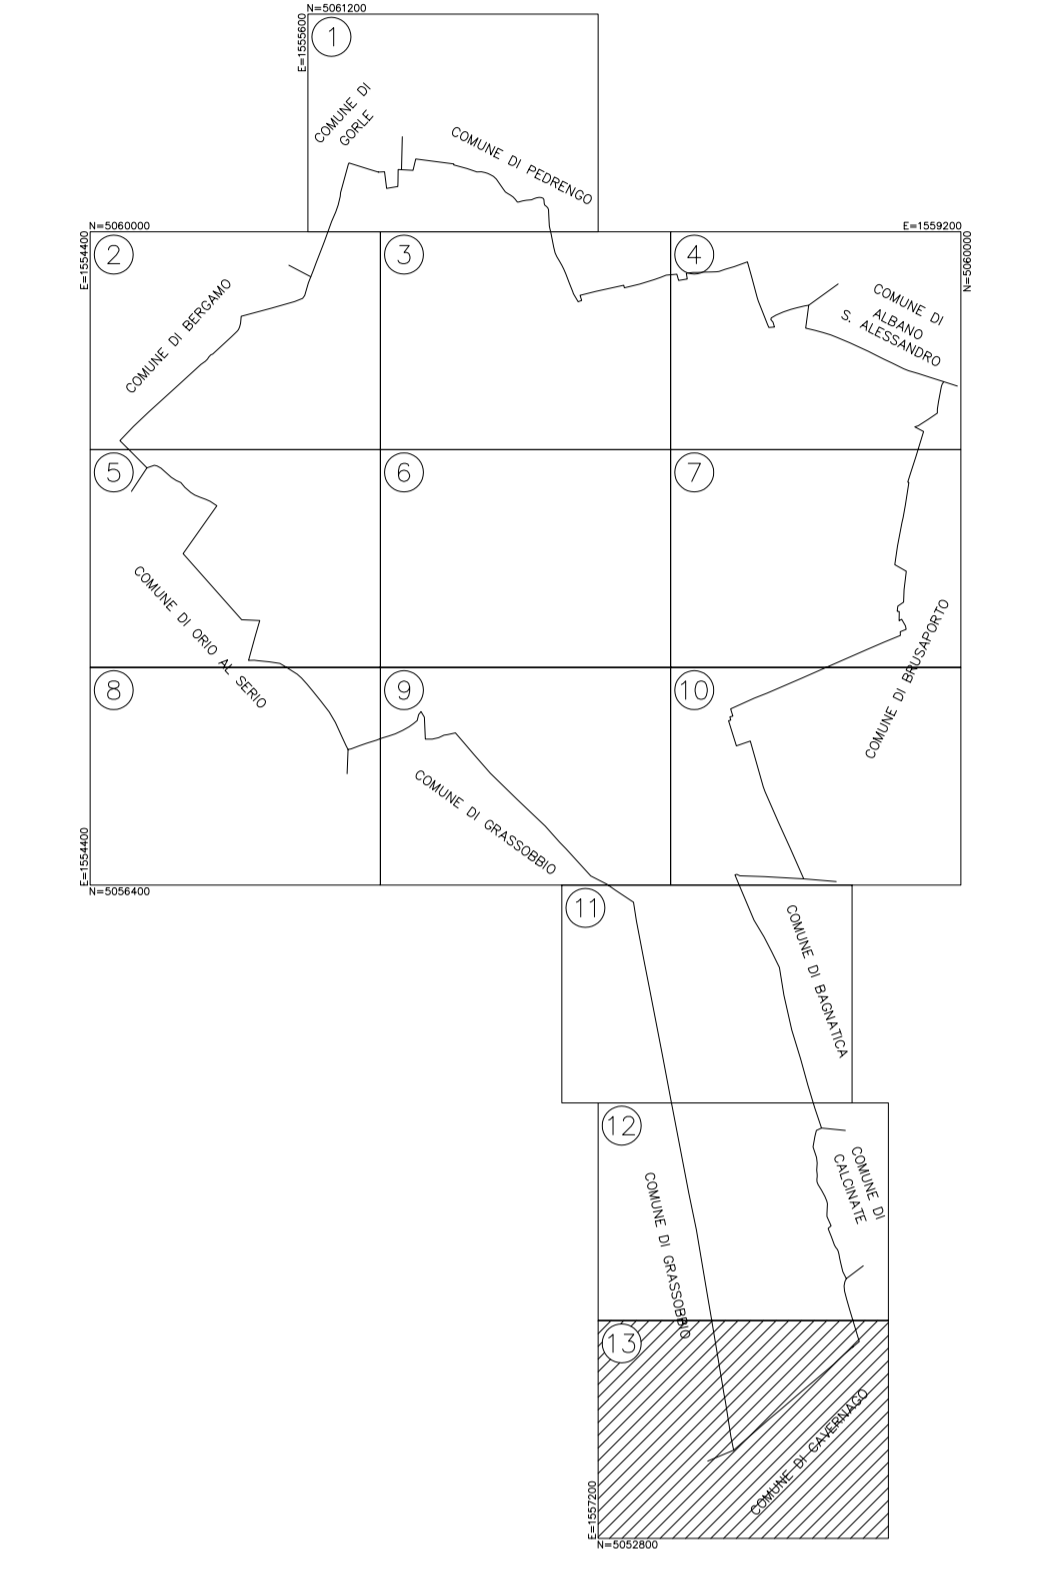 N=5061200
E=1555600
1
COMUNE DI
GORLE
COMUNE DI PEDRENGO
N=5060000
E=1559200
E=1554400
N=5060000
2
3
4
COMUNE DI BERGAMO
COMUNE DI
ALBANO
S. ALESSANDRO
5
6
7
COMUNE DI ORIO AL SERIO
COMUNE DI BRUSAPORTO
8
9
10
COMUNE DI GRASSOBBIO
E=1554400
N=5056400
11
COMUNE DI BAGNATICA
12
COMUNE DI
CALCINATE
COMUNE DI GRASSOBBIO
13
COMUNE DI CAVERNAGO
E=1557200
N=5052800